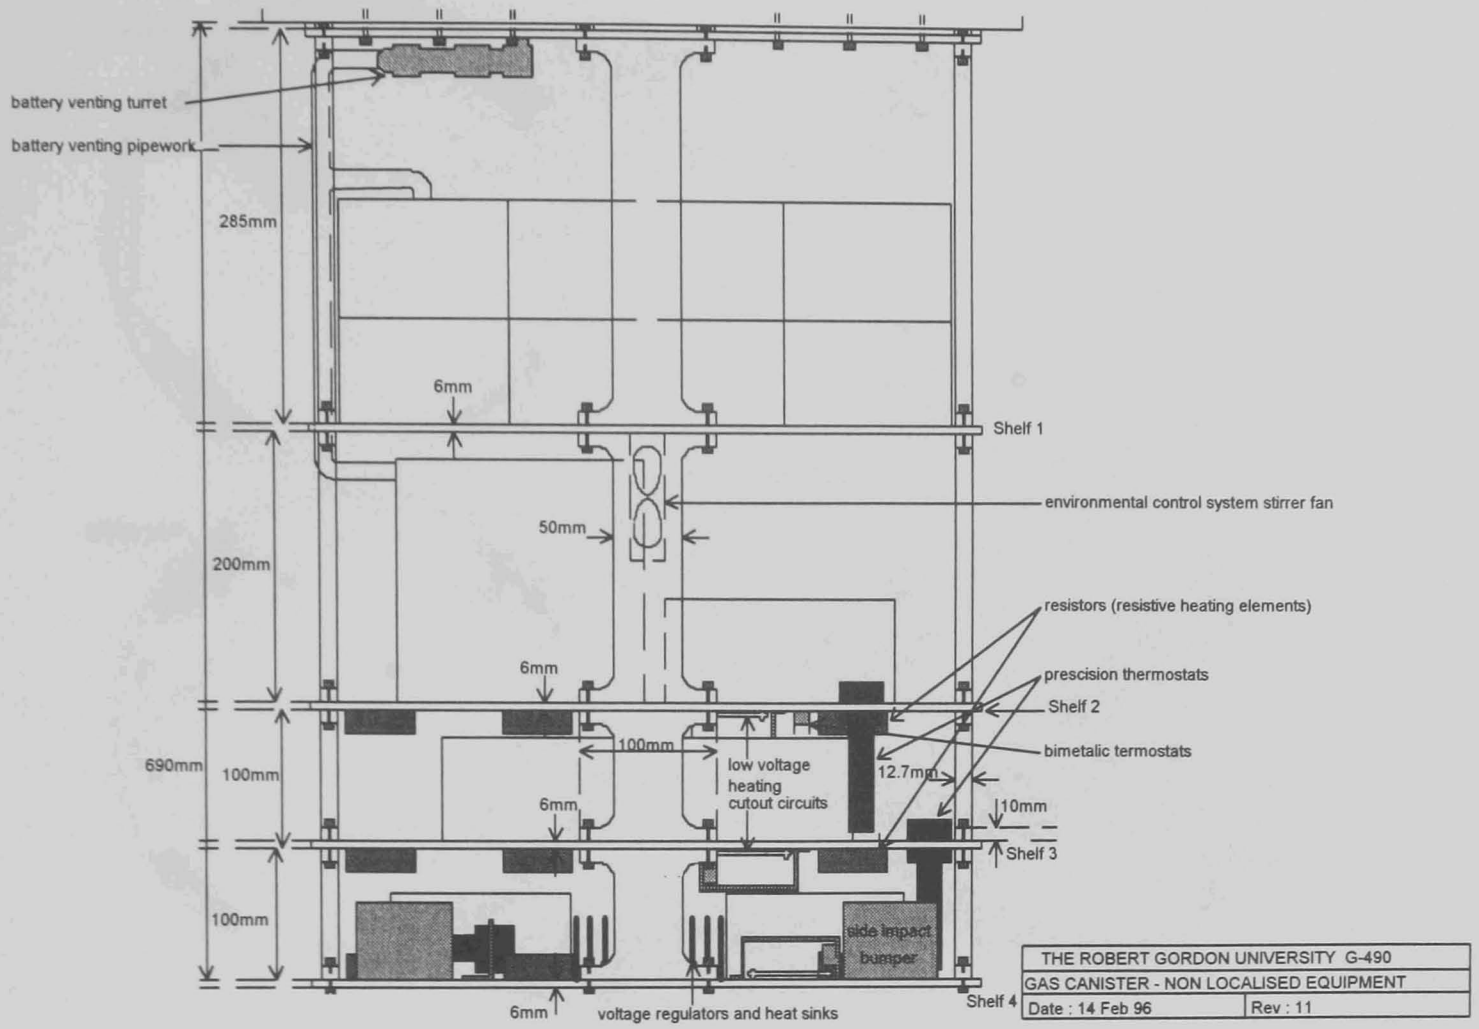 battery venting turret
battery venting pipework
285mm
6mm
Shelf 1
environmental control system stirrer fan
50mm
200mm
resistors (resistive heating elements)
6mm
prescision thermostats
Shelf 2
100mm
bimetalic termostats
690mm
100mm
low voltage
heating
cutout circuits
12.7mm
6mm
10mm
Shelf 3
100mm
side impact
bumper
6mm
voltage regulators and heat sinks
Shelf 4
THE ROBERT GORDON UNIVERSITY G-490
GAS CANISTER - NON LOCALISED EQUIPMENT
Date : 14 Feb 96
Rev : 11